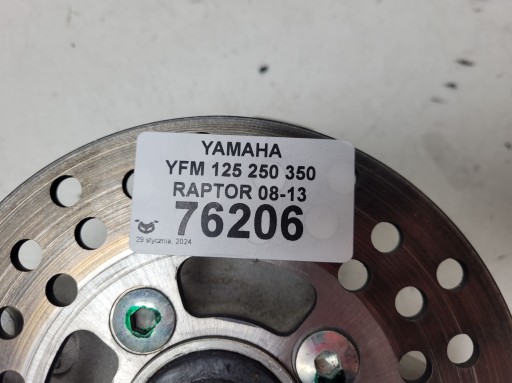 YAMAHA
YFM 125 250 350
RAPTOR 08-13
76206
29 stycznia, 2024